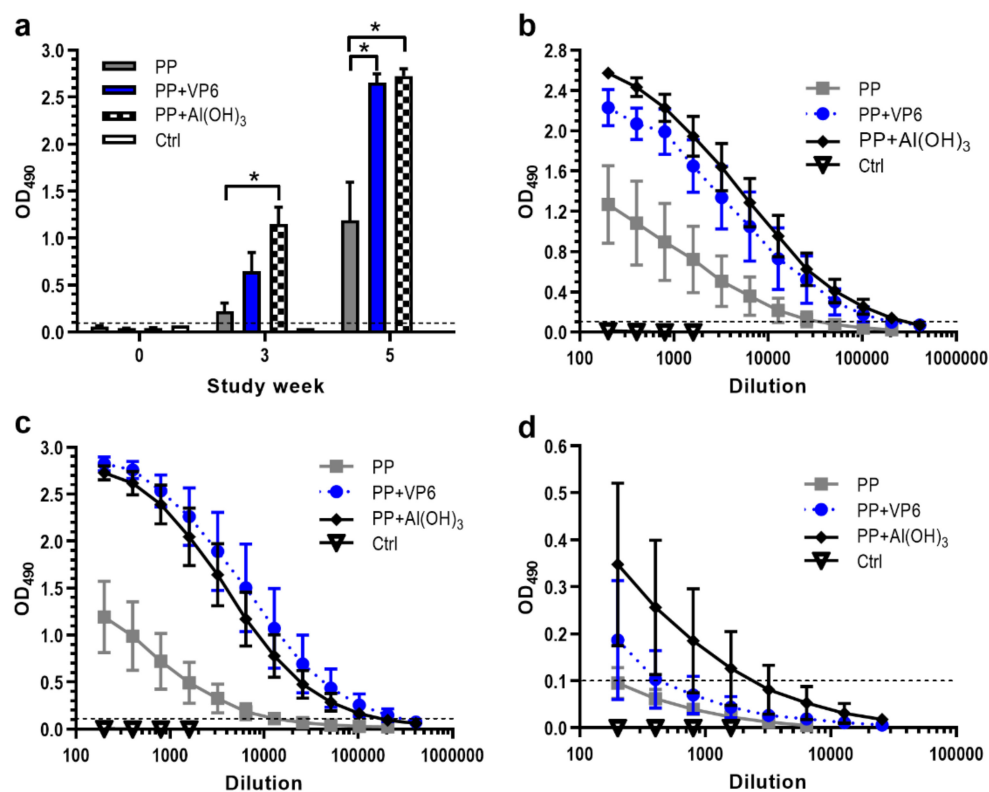 a
3.0
2.5
2.0
1.5
1.0
0.5
0.0
OD490
PP
PP+VP6
PP+Al(OH)3
Ctrl
*
*
*
0
3
5
Study week
b
2.8
2.4
2.0
1.6
1.2
0.8
0.4
0.0
OD490
PP
PP+VP6
PP+Al(OH)3
Ctrl
100
1000
10000
100000
1000000
Dilution
c
3.0
2.5
2.0
1.5
1.0
0.5
0.0
OD490
PP
PP+VP6
PP+Al(OH)3
Ctrl
100
1000
10000
100000
1000000
Dilution
d
0.6
0.5
0.4
0.3
0.2
0.1
0.0
OD490
PP
PP+VP6
PP+Al(OH)3
Ctrl
100
1000
10000
100000
Dilution